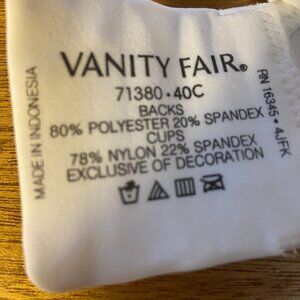 VANITY FAIR®
71380 • 40C
BACKS
80% POLYESTER 20% SPANDEX
CUPS
78% NYLON 22% SPANDEX
EXCLUSIVE OF DECORATION
MADE IN INDONESIA
RN 16345 • 4JFK